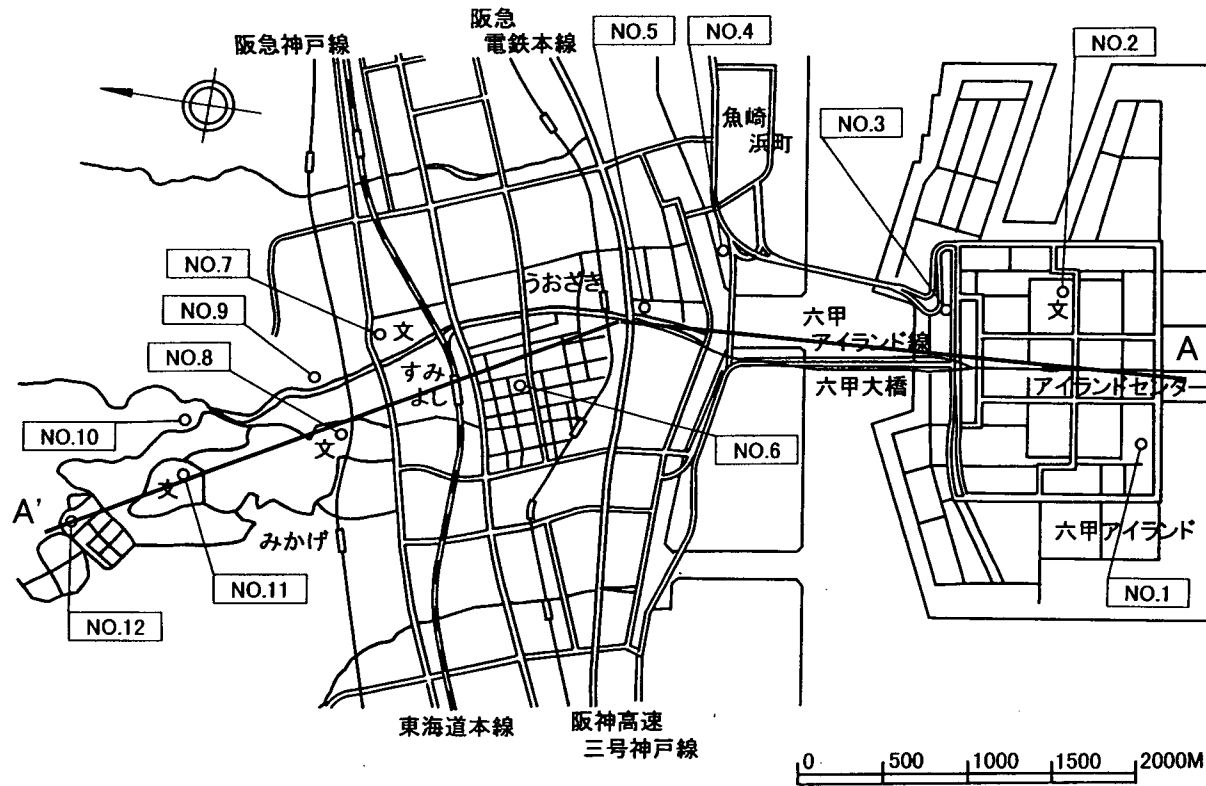 阪急
電鉄本線
阪急神戸線
NO.5
NO.4
NO.2
魚崎
浜町
NO.3
NO.7
うおざき
NO.9
文
文
六甲
アイランド線
A
NO.8
すみ
よし
六甲大橋
アイランドセンター
NO.10
文
NO.6
文
A'
みかげ
六甲アイランド
NO.11
NO.1
NO.12
東海道本線
阪神高速
三号神戸線
0 500 1000 1500 2000M